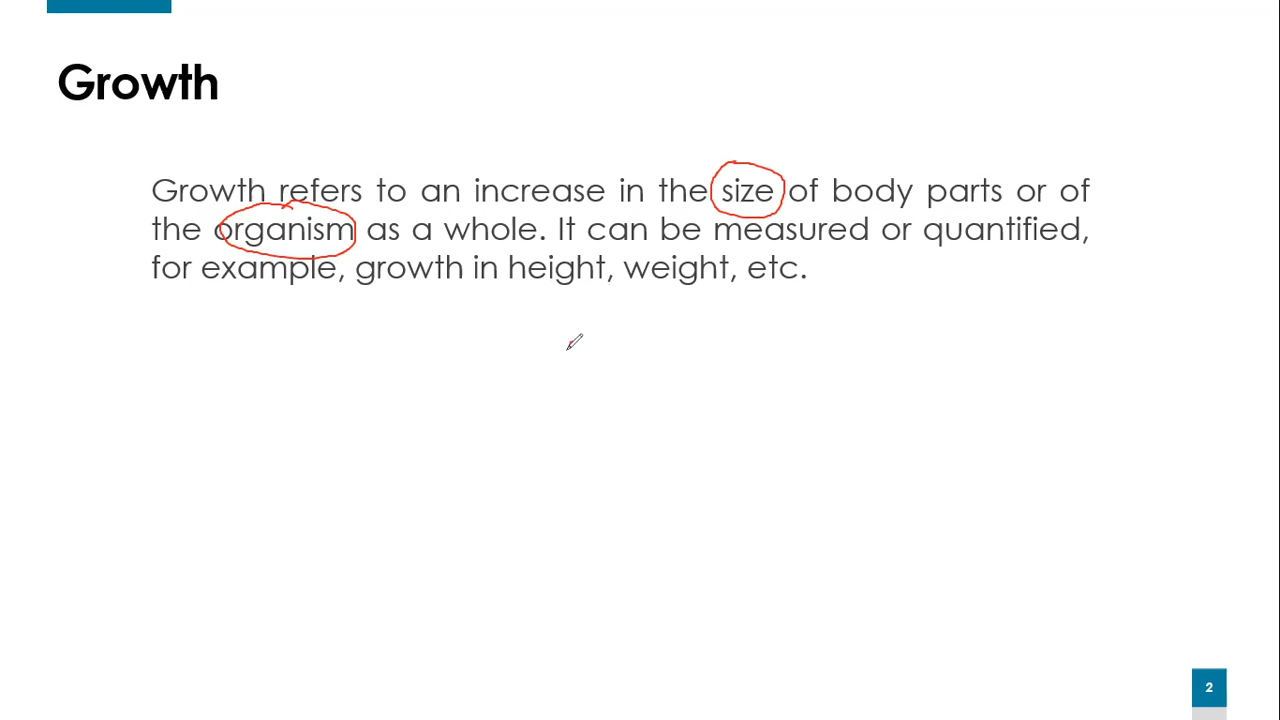 Growth
Growth refers to an increase in the size of body parts or of
the organism as a whole. It can be measured or quantified,
for example, growth in height, weight, etc.
2